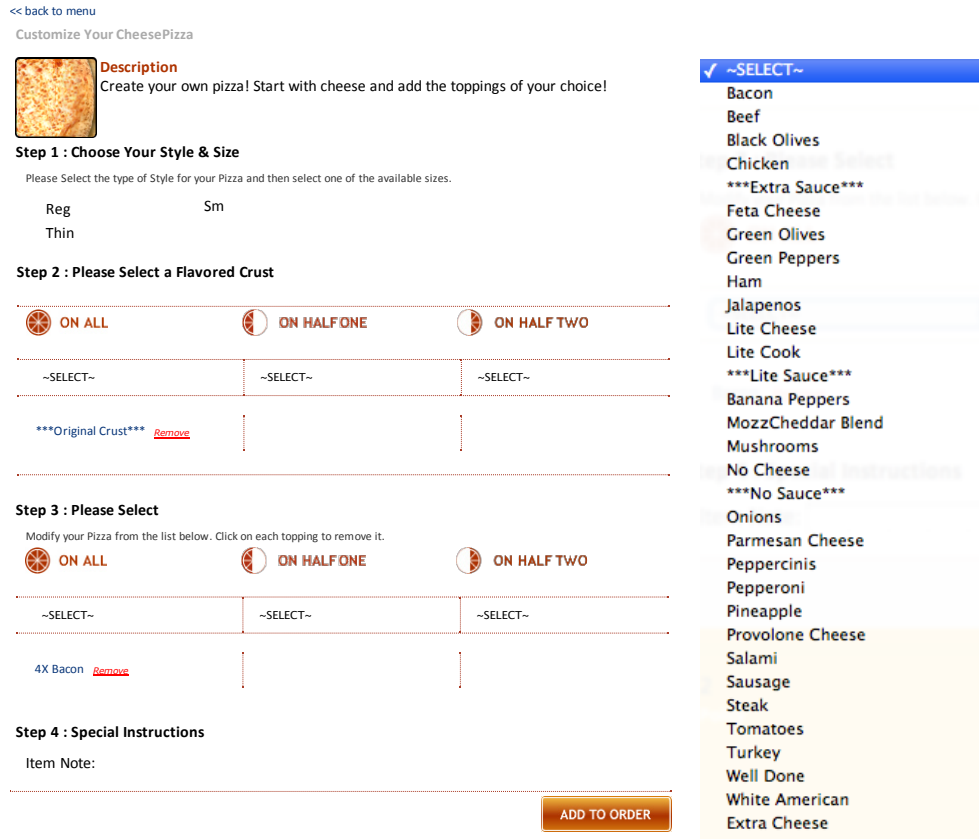 << back to menu
Customize Your CheesePizza
Description
Create your own pizza! Start with cheese and add the toppings of your choice!
Step 1 : Choose Your Style & Size
Please Select the type of Style for your Pizza and then select one of the available sizes.
Reg Sm
Thin
Step 2 : Please Select a Flavored Crust
ON ALL ON HALF ONE ON HALF TWO
~SELECT~ ~SELECT~ ~SELECT~
***Original Crust*** Remove
Step 3 : Please Select
Modify your Pizza from the list below. Click on each topping to remove it.
ON ALL ON HALF ONE ON HALF TWO
~SELECT~ ~SELECT~ ~SELECT~
4X Bacon Remove
Step 4 : Special Instructions
Item Note:
ADD TO ORDER
✓ ~SELECT~
Bacon
Beef
Black Olives
Chicken
***Extra Sauce***
Feta Cheese
Green Olives
Green Peppers
Ham
Jalapenos
Lite Cheese
Lite Cook
***Lite Sauce***
Banana Peppers
MozzCheddar Blend
Mushrooms
No Cheese
***No Sauce***
Onions
Parmesan Cheese
Peppercinis
Pepperoni
Pineapple
Provolone Cheese
Salami
Sausage
Steak
Tomatoes
Turkey
Well Done
White American
Extra Cheese